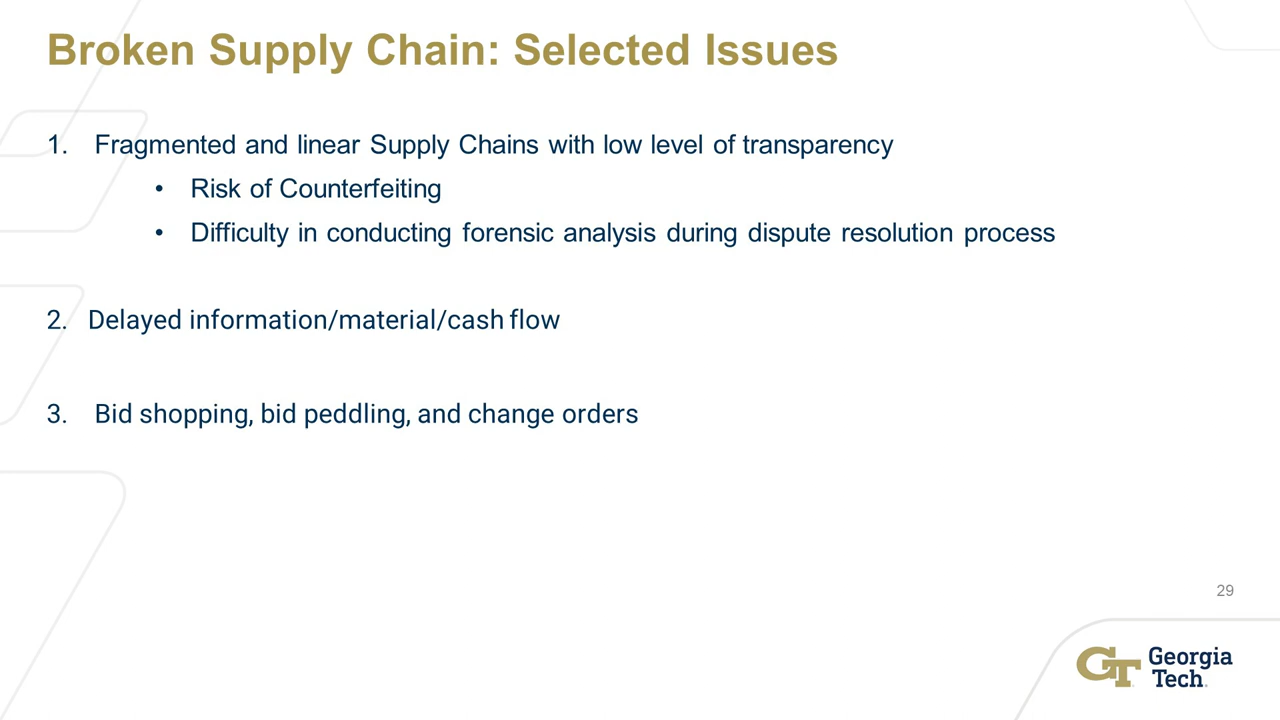 Broken Supply Chain: Selected Issues
1. Fragmented and linear Supply Chains with low level of transparency
• Risk of Counterfeiting
• Difficulty in conducting forensic analysis during dispute resolution process
2. Delayed information/material/cash flow
3. Bid shopping, bid peddling, and change orders
29
GT Georgia
Tech